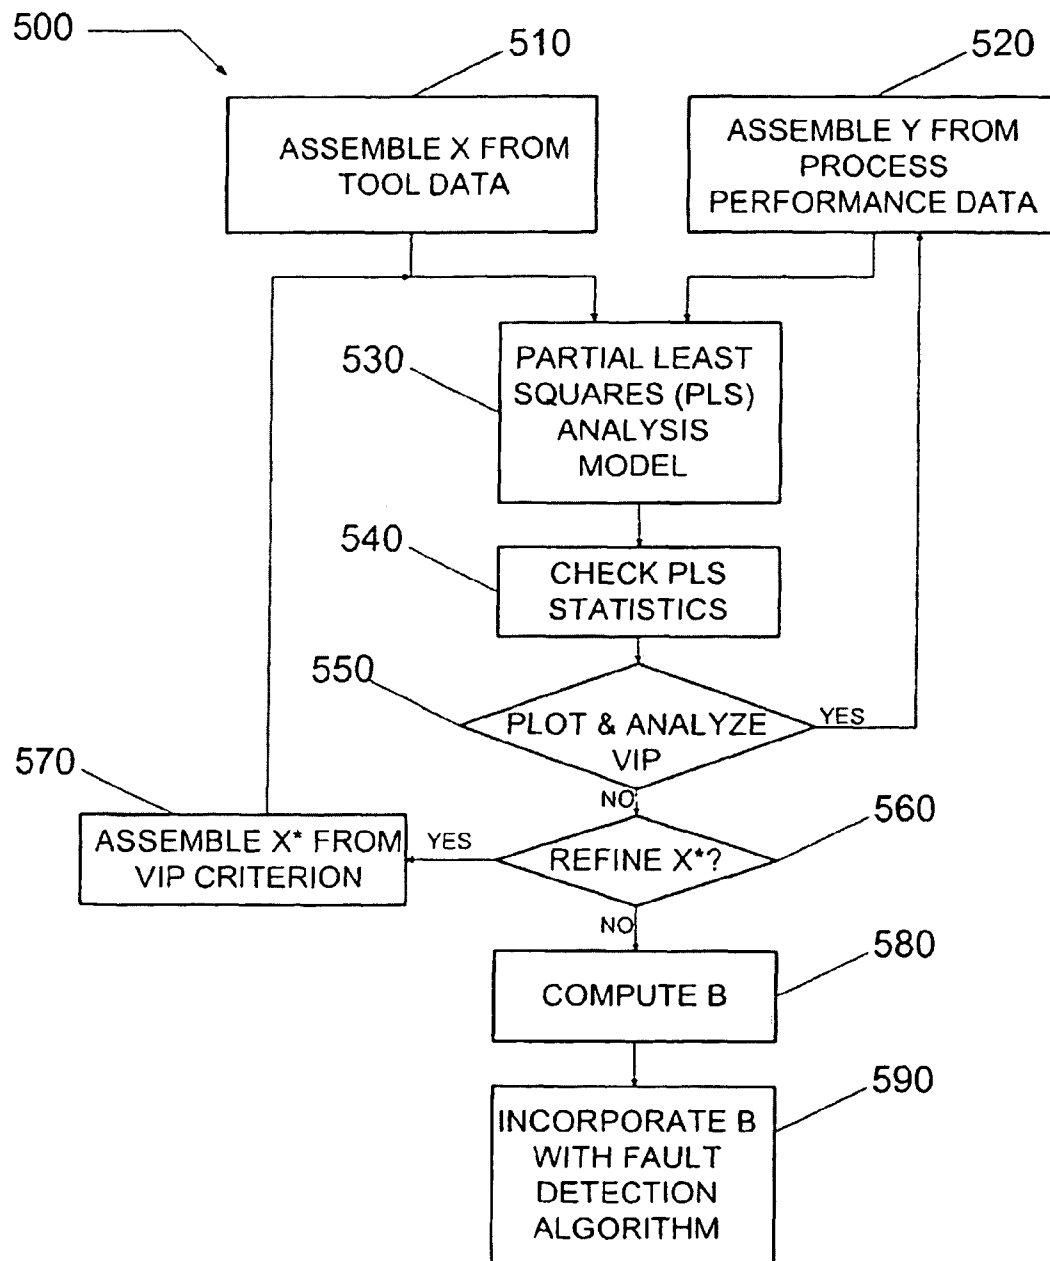 500
510
520
ASSEMBLE X FROM
TOOL DATA
ASSEMBLE Y FROM
PROCESS
PERFORMANCE DATA
530
PARTIAL LEAST
SQUARES (PLS)
ANALYSIS
MODEL
540
CHECK PLS
STATISTICS
550
PLOT & ANALYZE
VIP
YES
NO
570
ASSEMBLE X* FROM
VIP CRITERION
YES
560
REFINE X*?
NO
580
COMPUTE B
590
INCORPORATE B
WITH FAULT
DETECTION
ALGORITHM